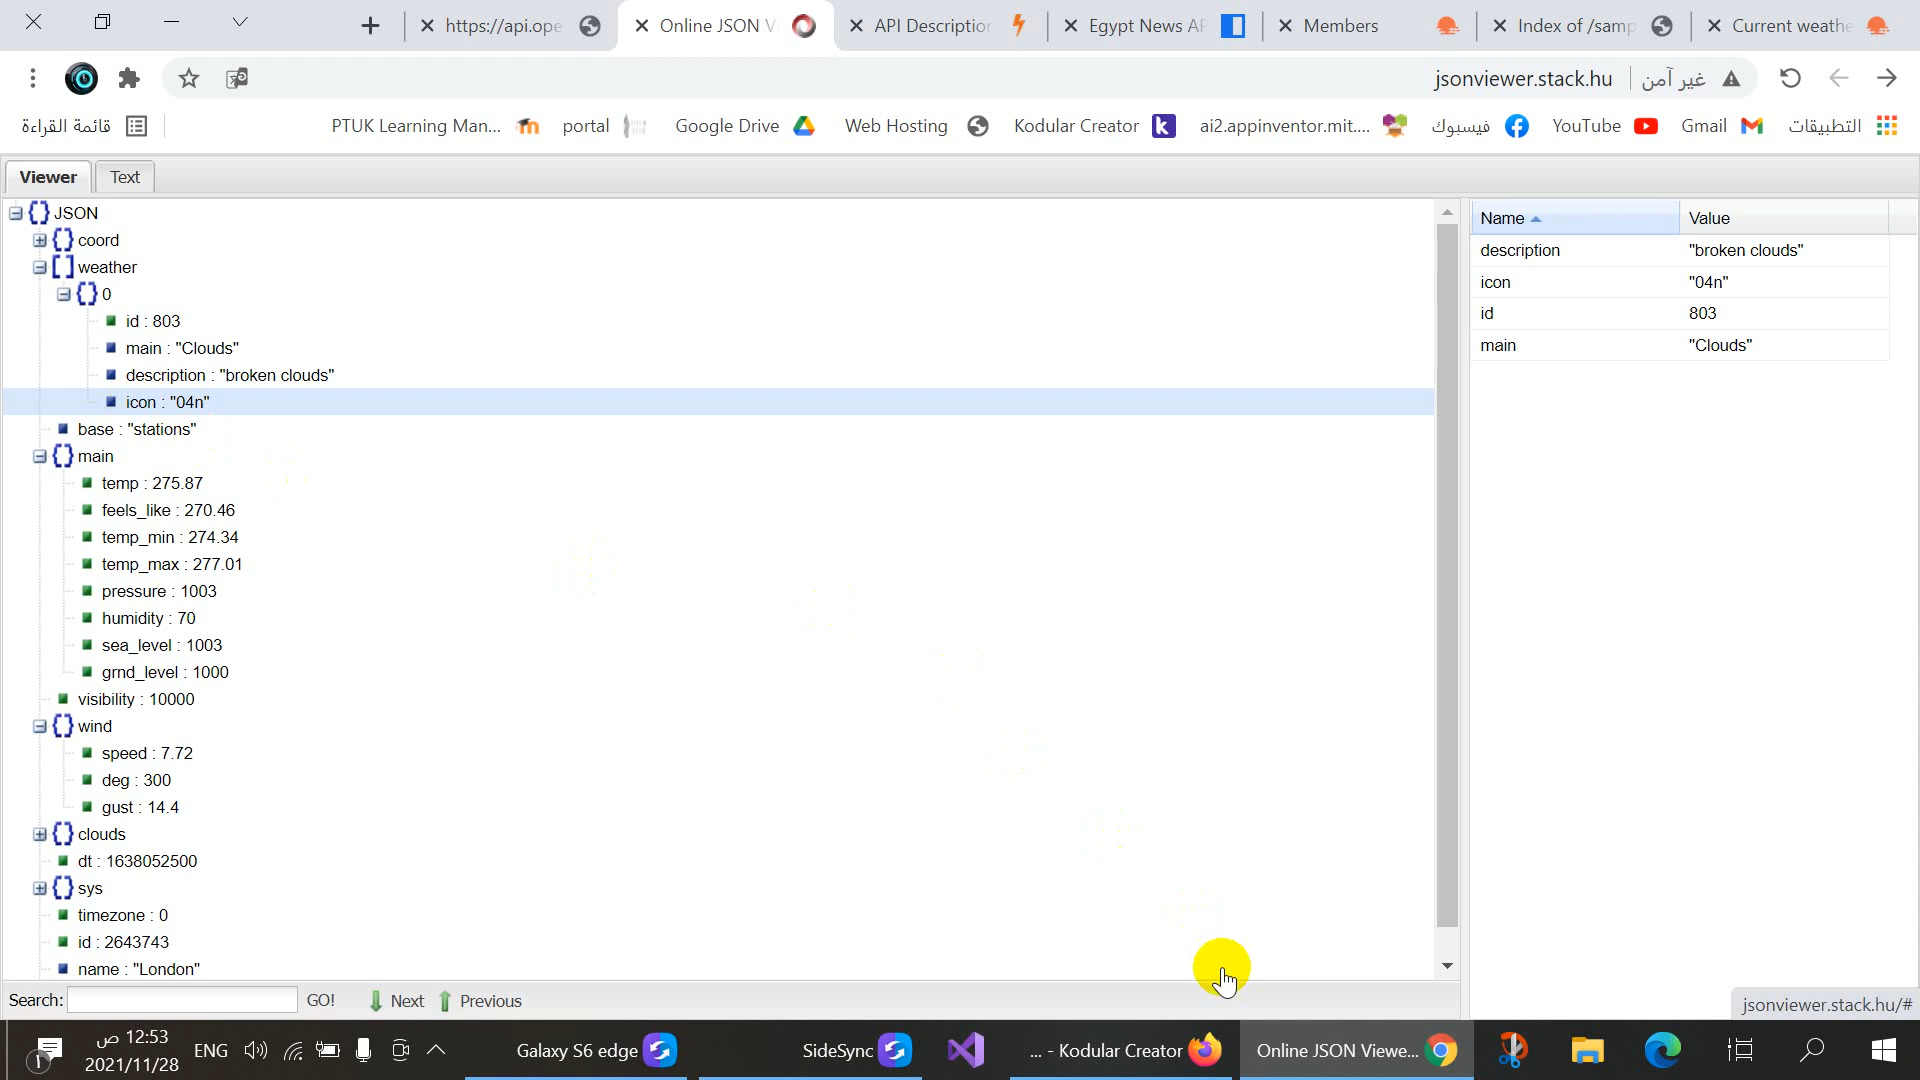 https://api.ope
Online JSON V
API Description
Egypt News AP
Members
Index of /samp
Current weathe
jsonviewer.stack.hu
غير آمن
قائمة القراءة
PTUK Learning Man...
portal
Google Drive
Web Hosting
Kodular Creator
ai2.appinventor.mit....
فيسبوك
YouTube
Gmail
التطبيقات
Viewer
Text
JSON
coord
weather
0
id : 803
main : "Clouds"
description : "broken clouds"
icon : "04n"
base : "stations"
main
temp : 275.87
feels_like : 270.46
temp_min : 274.34
temp_max : 277.01
pressure : 1003
humidity : 70
sea_level : 1003
grnd_level : 1000
visibility : 10000
wind
speed : 7.72
deg : 300
gust : 14.4
clouds
dt : 1638052500
sys
timezone : 0
id : 2643743
name : "London"
Name Value
description "broken clouds"
icon "04n"
id 803
main "Clouds"
Search: GO! Next Previous
jsonviewer.stack.hu/#
1
12:53 ص
2021/11/28
ENG
Galaxy S6 edge
SideSync
... - Kodular Creator
Online JSON Viewe...